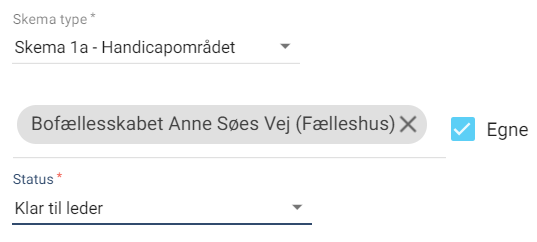 Skema type *
Skema 1a - Handicapområdet
Bofællesskabet Anne Søes Vej (Fælleshus)
Egne
Status *
Klar til leder